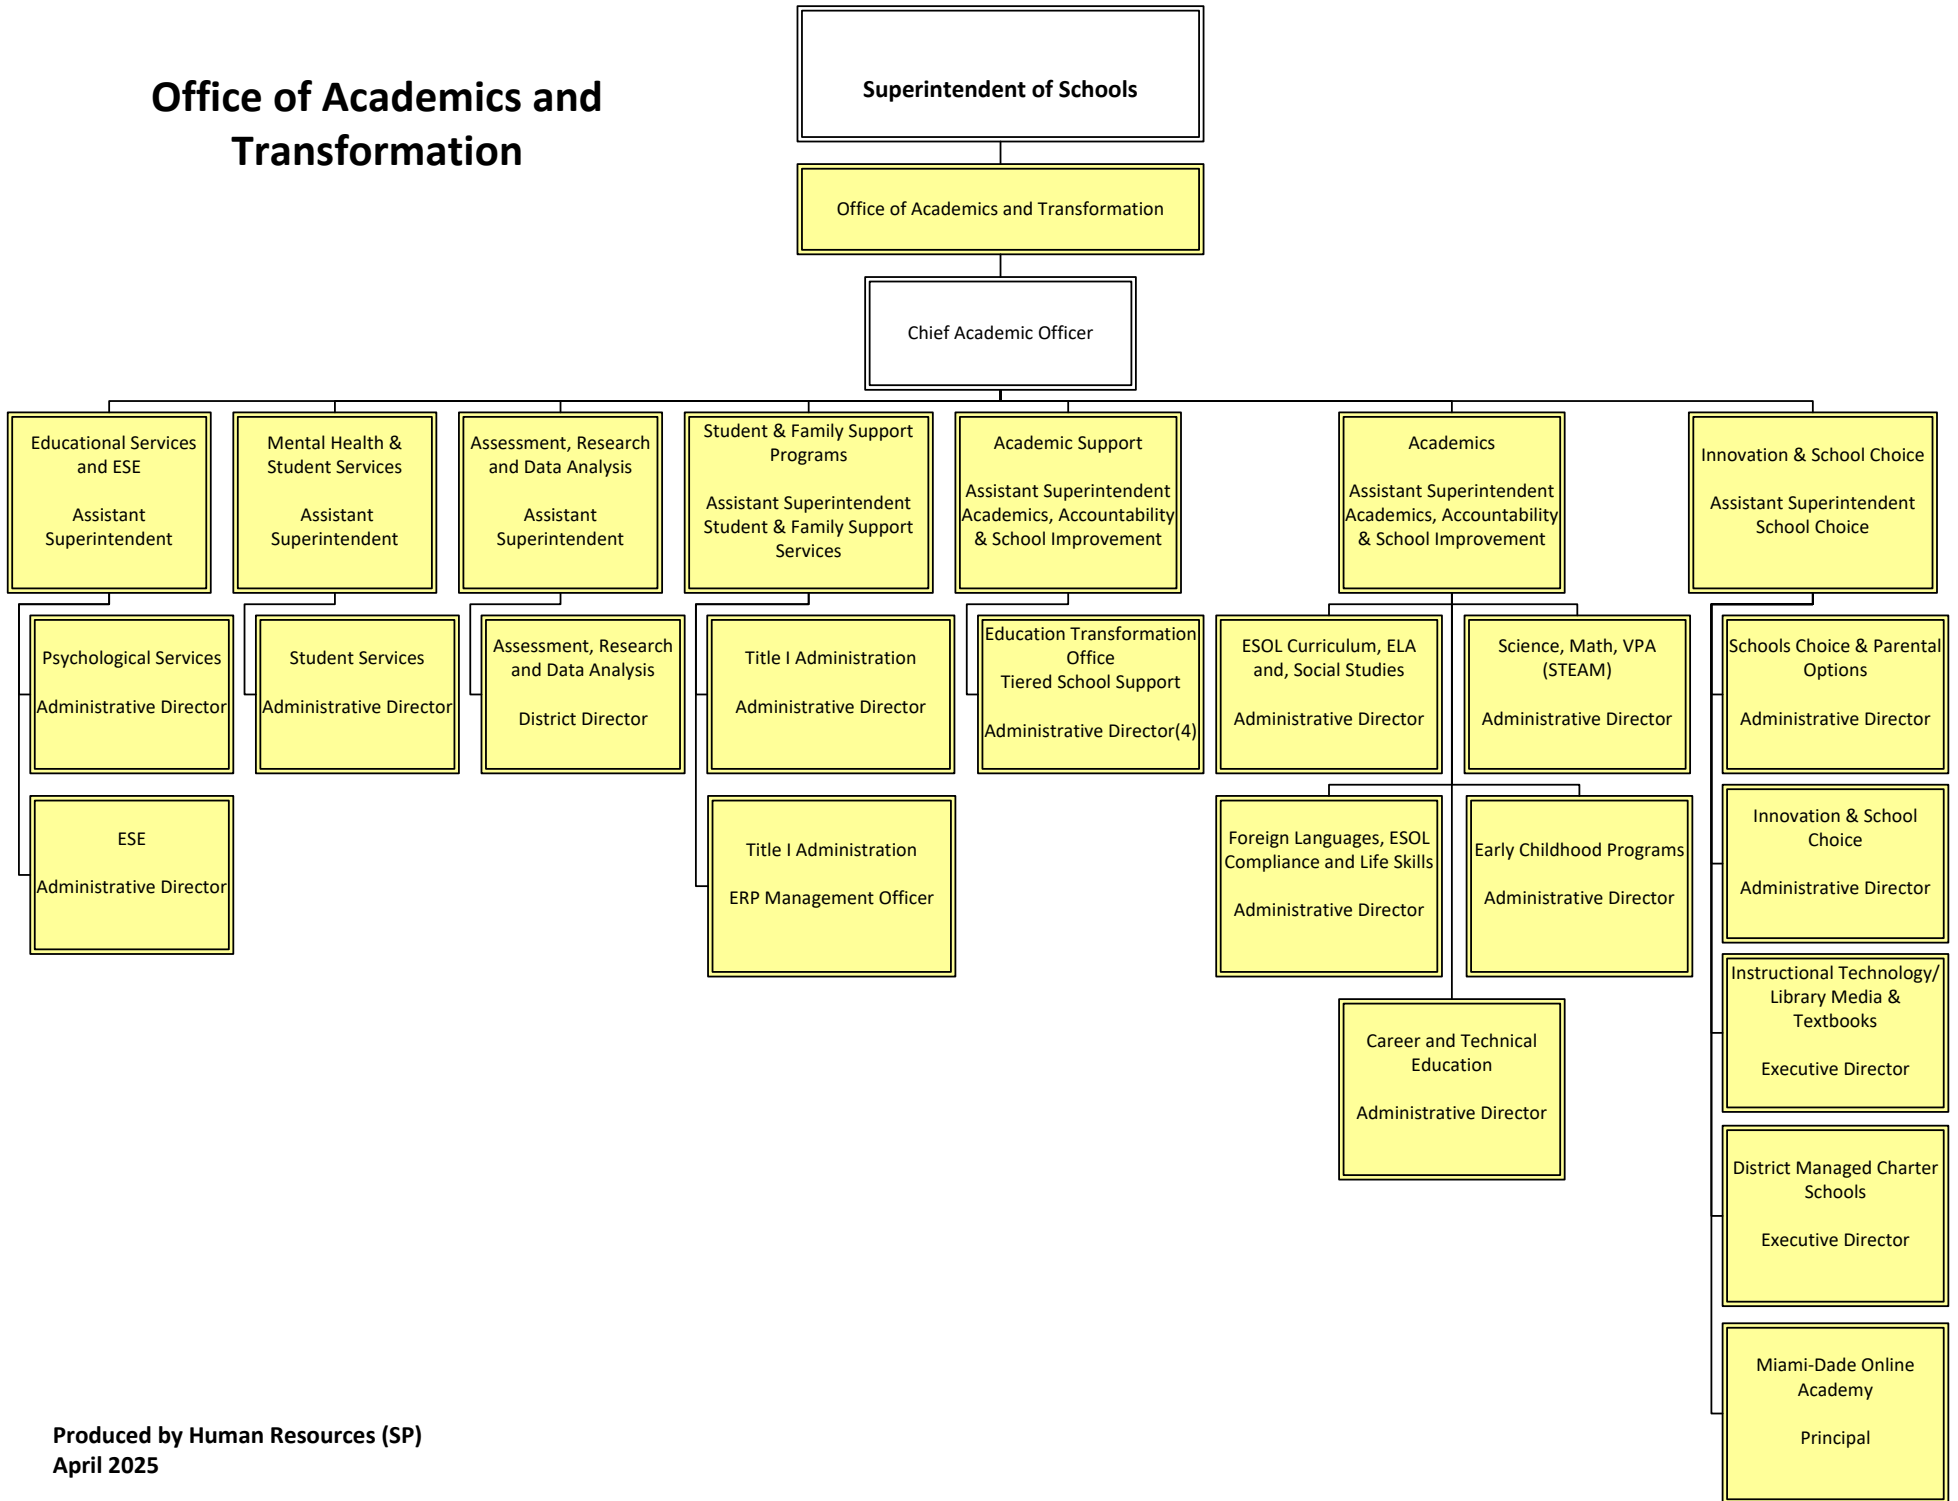 Office of Academics and
Transformation
Superintendent of Schools
Office of Academics and Transformation
Chief Academic Officer
Educational Services
and ESE
Assistant
Superintendent
Mental Health &
Student Services
Assistant
Superintendent
Assessment, Research
and Data Analysis
Assistant
Superintendent
Student & Family Support
Programs
Assistant Superintendent
Student & Family Support
Services
Academic Support
Assistant Superintendent
Academics, Accountability
& School Improvement
Academics
Assistant Superintendent
Academics, Accountability
& School Improvement
Innovation & School Choice
Assistant Superintendent
School Choice
Psychological Services
Administrative Director
Student Services
Administrative Director
Assessment, Research
and Data Analysis
District Director
Title I Administration
Administrative Director
Education Transformation
Office
Tiered School Support
Administrative Director(4)
ESOL Curriculum, ELA
and, Social Studies
Administrative Director
Science, Math, VPA
(STEAM)
Administrative Director
Schools Choice & Parental
Options
Administrative Director
ESE
Administrative Director
Title I Administration
ERP Management Officer
Foreign Languages, ESOL
Compliance and Life Skills
Administrative Director
Early Childhood Programs
Administrative Director
Innovation & School
Choice
Administrative Director
Instructional Technology/
Library Media &
Textbooks
Executive Director
Career and Technical
Education
Administrative Director
District Managed Charter
Schools
Executive Director
Miami-Dade Online
Academy
Principal
Produced by Human Resources (SP)
April 2025